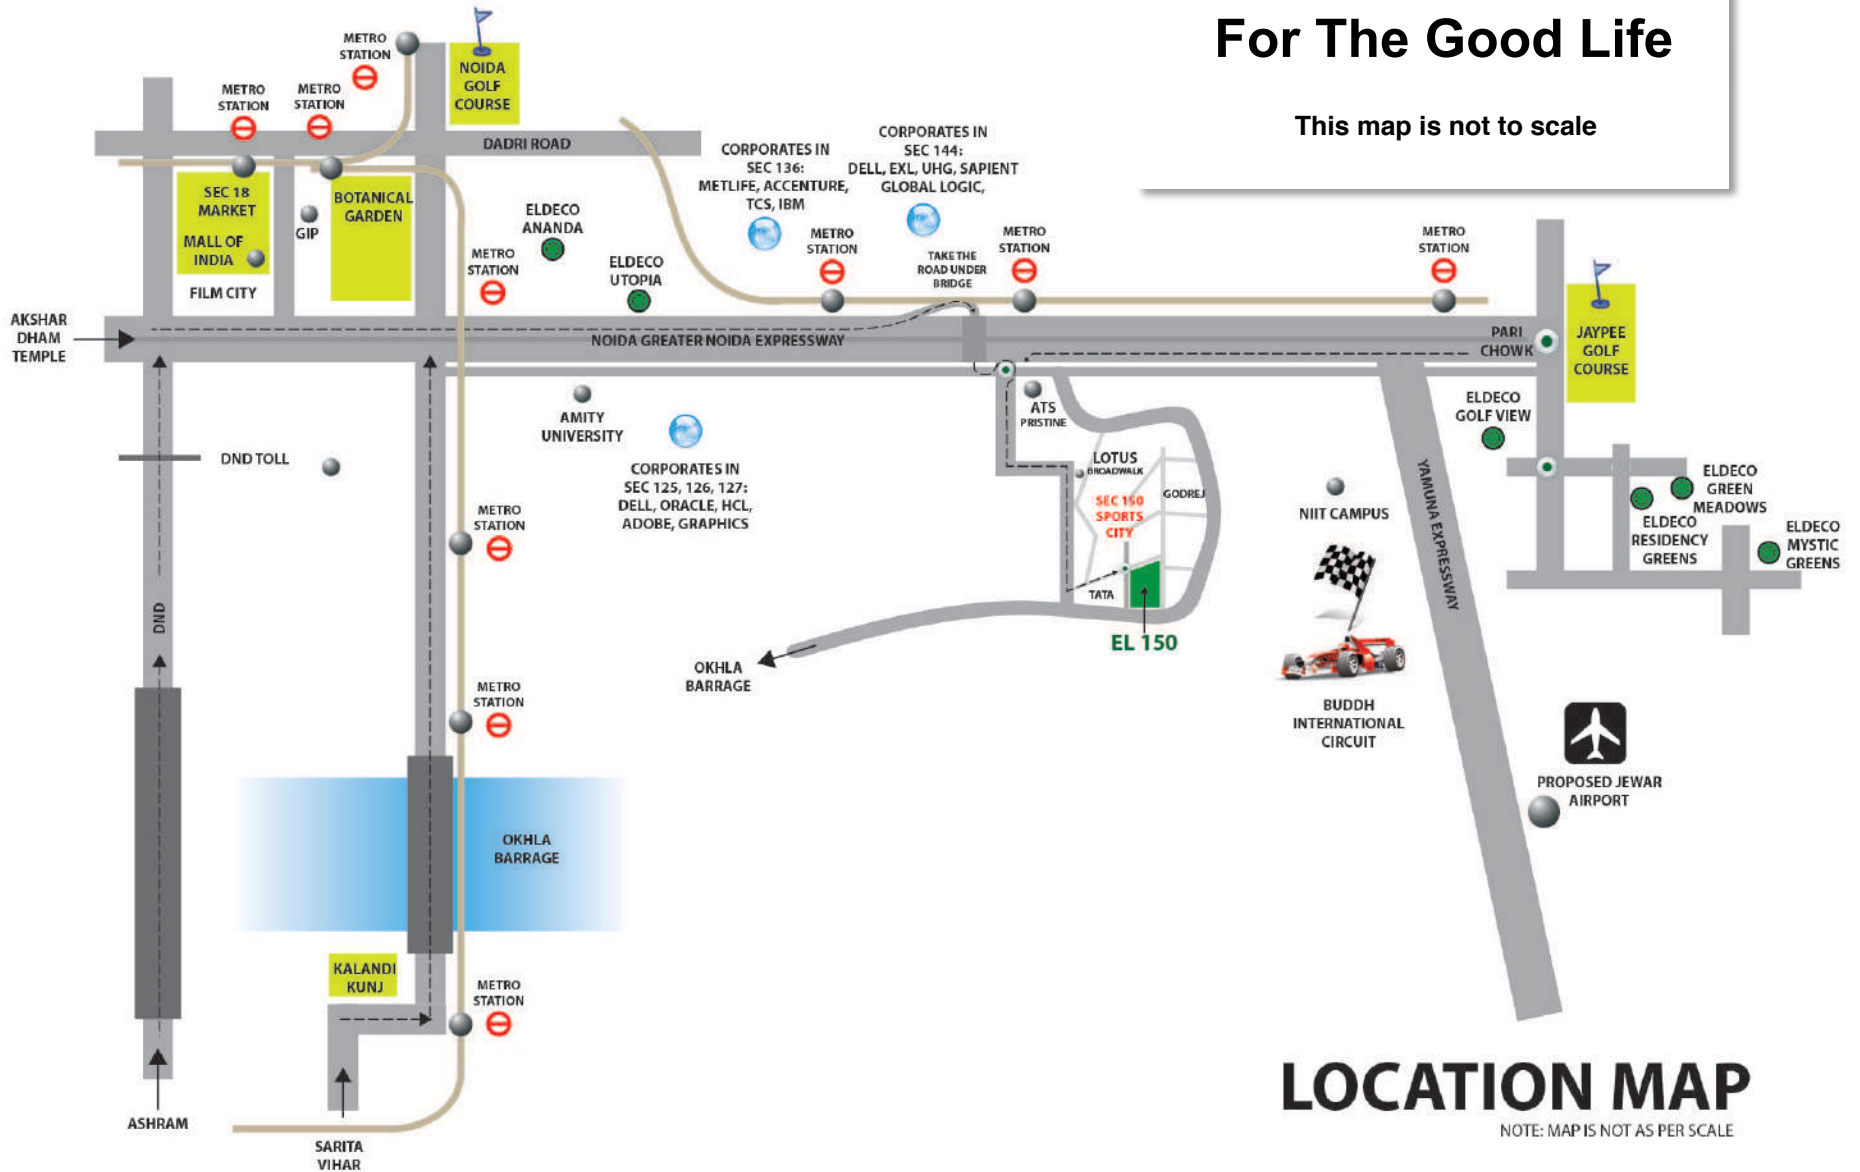 For The Good Life
This map is not to scale
METRO
STATION
METRO
STATION
METRO
STATION
NOIDA
GOLF
COURSE
DADRI ROAD
CORPORATES IN
SEC 136:
METLIFE, ACCENTURE,
TCS, IBM
CORPORATES IN
SEC 144:
DELL, EXL, UHG, SAPIENT
GLOBAL LOGIC,
SEC 18
MARKET
MALL OF
INDIA
GIP
BOTANICAL
GARDEN
FILM CITY
ELDECO
ANANDA
METRO
STATION
ELDECO
UTOPIA
METRO
STATION
TAKE THE
ROAD UNDER
BRIDGE
METRO
STATION
METRO
STATION
AKSHAR
DHAM
TEMPLE
NOIDA GREATER NOIDA EXPRESSWAY
PARI
CHOWK
JAYPEE
GOLF
COURSE
AMITY
UNIVERSITY
ATS
PRISTINE
ELDECO
GOLF VIEW
DND TOLL
CORPORATES IN
SEC 125, 126, 127:
DELL, ORACLE, HCL,
ADOBE, GRAPHICS
LOTUS
BROADWALK
SEC 150
SPORTS
CITY
GODREJ
NIIT CAMPUS
YAMUNA EXPRESSWAY
ELDECO
GREEN
MEADOWS
ELDECO
RESIDENCY
GREENS
ELDECO
MYSTIC
GREENS
METRO
STATION
DND
TATA
EL 150
OKHLA
BARRAGE
METRO
STATION
BUDDH
INTERNATIONAL
CIRCUIT
PROPOSED JEWAR
AIRPORT
OKHLA
BARRAGE
KALANDI
KUNJ
METRO
STATION
ASHRAM
SARITA
VIHAR
LOCATION MAP
NOTE: MAP IS NOT AS PER SCALE